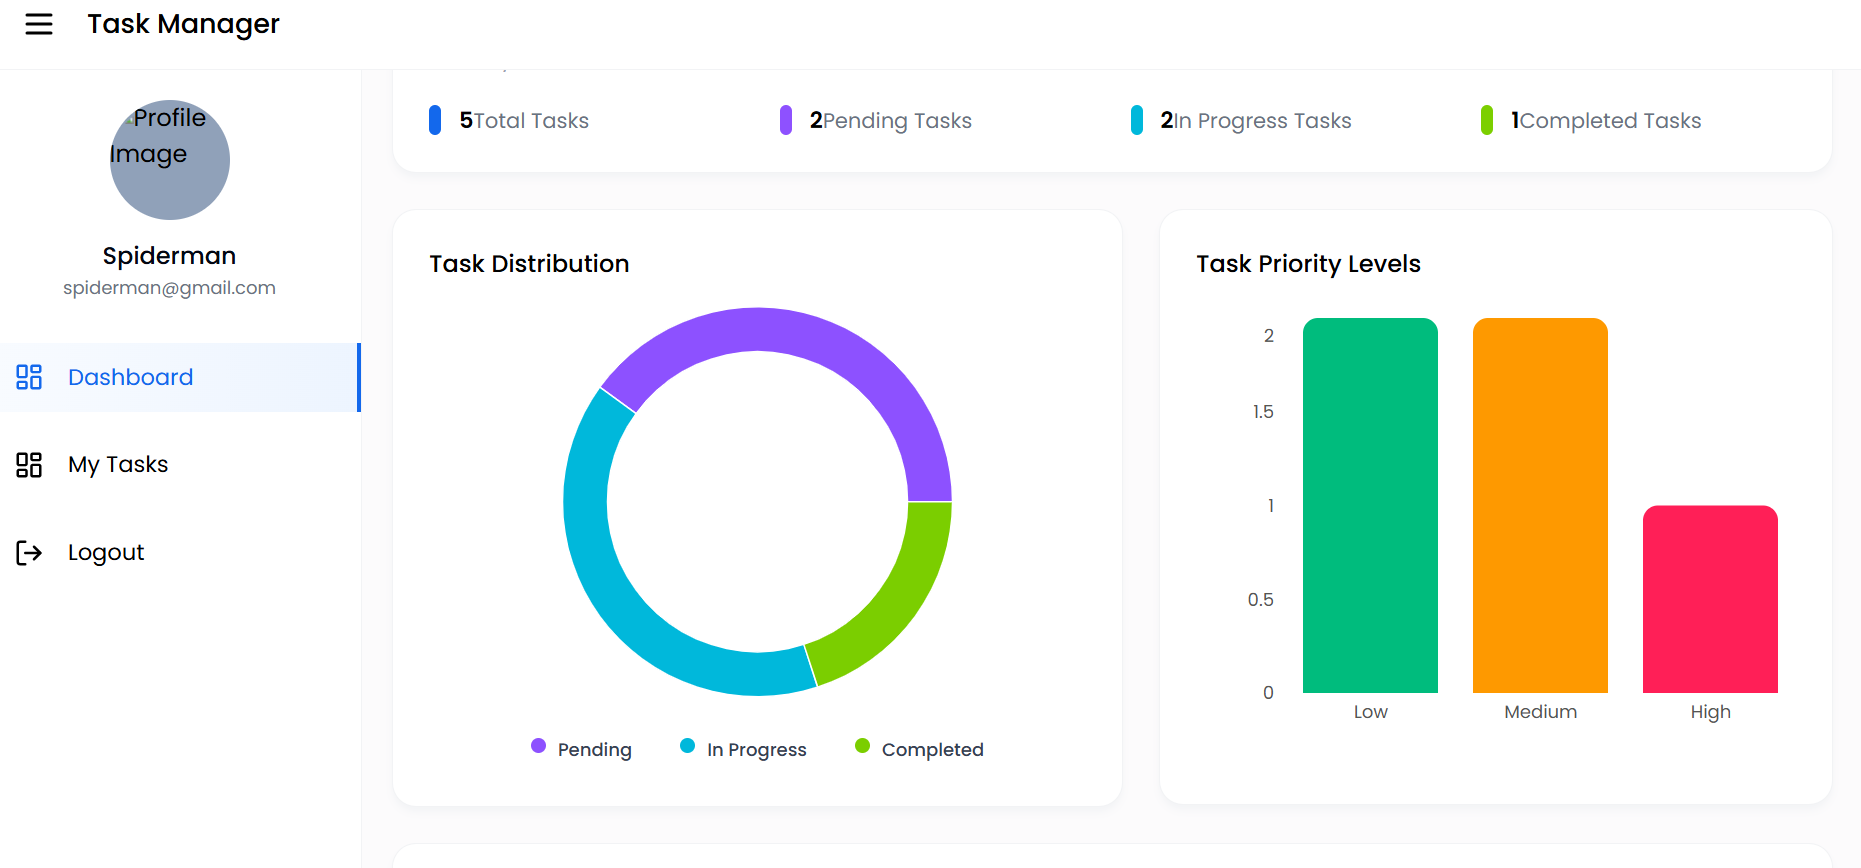 Task Manager
Profile
Image
Spiderman
spiderman@gmail.com
Dashboard
My Tasks
Logout
5Total Tasks
2Pending Tasks
2In Progress Tasks
1Completed Tasks
Task Distribution
Pending
In Progress
Completed
Task Priority Levels
2
1.5
1
0.5
0
Low
Medium
High